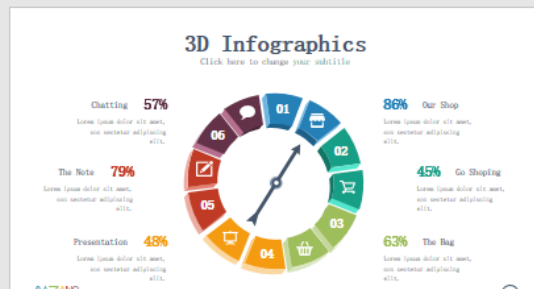 3D Infographics
Click here to change your subtitle
Chatting 57%
Lorem ipsum dolor sit amet,
con sectetur adipiscing
elit.
The Note 79%
Lorem ipsum dolor sit amet,
con sectetur adipiscing
elit.
Presentation 48%
Lorem ipsum dolor sit amet,
con sectetur adipiscing
elit.
01
02
03
04
05
06
86% Our Shop
Lorem ipsum dolor sit amet,
con sectetur adipiscing
elit.
45% Go Shoping
Lorem ipsum dolor sit amet,
con sectetur adipiscing
elit.
63% The Bag
Lorem ipsum dolor sit amet,
con sectetur adipiscing
elit.